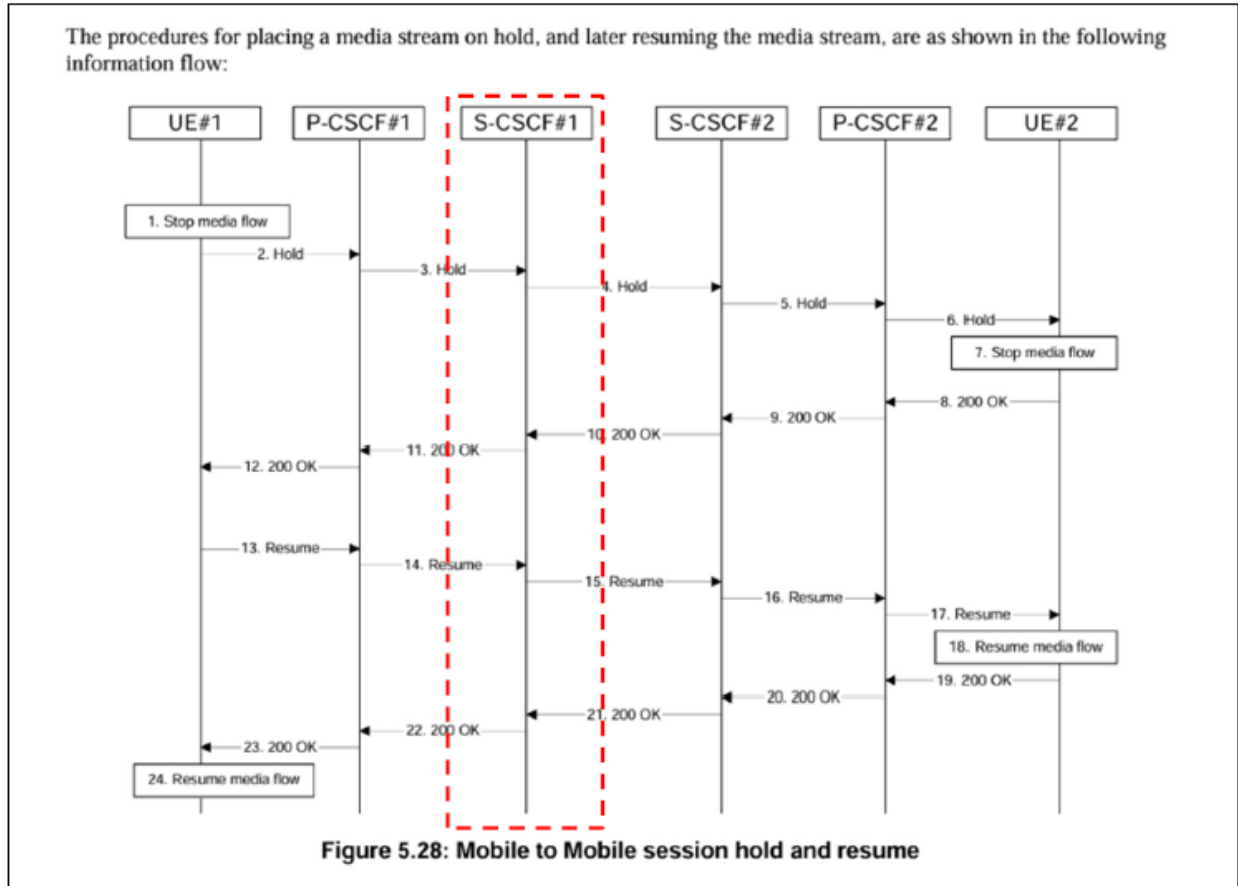 The procedures for placing a media stream on hold, and later resuming the media stream, are as shown in the following
information flow:
UE#1
P-CSCF#1
S-CSCF#1
S-CSCF#2
P-CSCF#2
UE#2
1. Stop media flow
2. Hold
3. Hold
4. Hold
5. Hold
6. Hold
7. Stop media flow
8. 200 OK
9. 200 OK
10. 200 OK
11. 200 OK
12. 200 OK
13. Resume
14. Resume
15. Resume
16. Resume
17. Resume
18. Resume media flow
19. 200 OK
20. 200 OK
21. 200 OK
22. 200 OK
23. 200 OK
24. Resume media flow
Figure 5.28: Mobile to Mobile session hold and resume